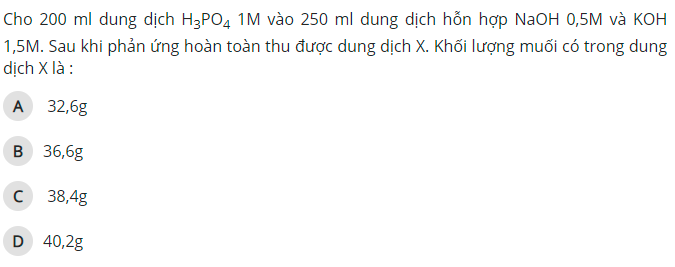 Cho 200 ml dung dịch H₃PO₄ 1M vào 250 ml dung dịch hỗn hợp NaOH 0,5M và KOH
1,5M. Sau khi phản ứng hoàn toàn thu được dung dịch X. Khối lượng muối có trong dung
dịch X là :
A 32,6g
B 36,6g
C 38,4g
D 40,2g